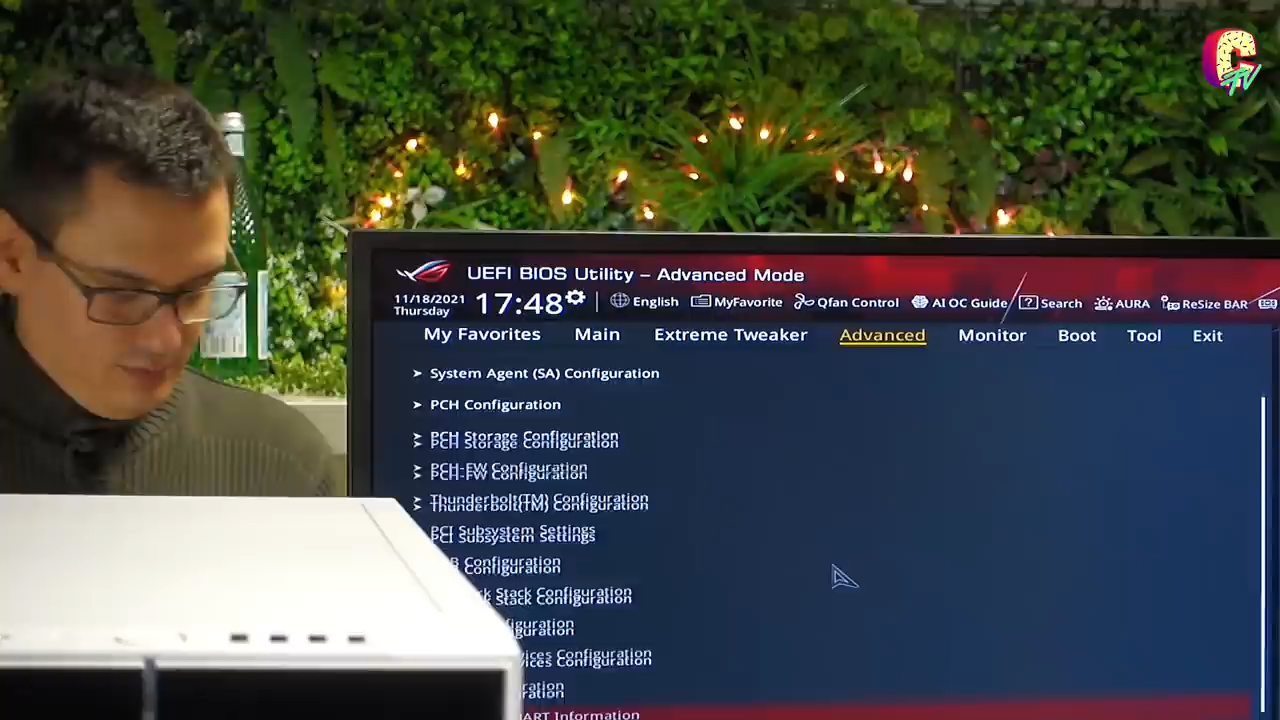 C TV
UEFI BIOS Utility – Advanced Mode
11/18/2021
Thursday
17:48
English
MyFavorite
Qfan Control
AI OC Guide
Search
AURA
ReSize BAR
My Favorites Main Extreme Tweaker Advanced Monitor Boot Tool Exit
System Agent (SA) Configuration
PCH Configuration
PCH Storage Configuration
PCH-FW Configuration
Thunderbolt(TM) Configuration
PCI Subsystem Settings
Configuration
Stack Configuration
Configuration
Information